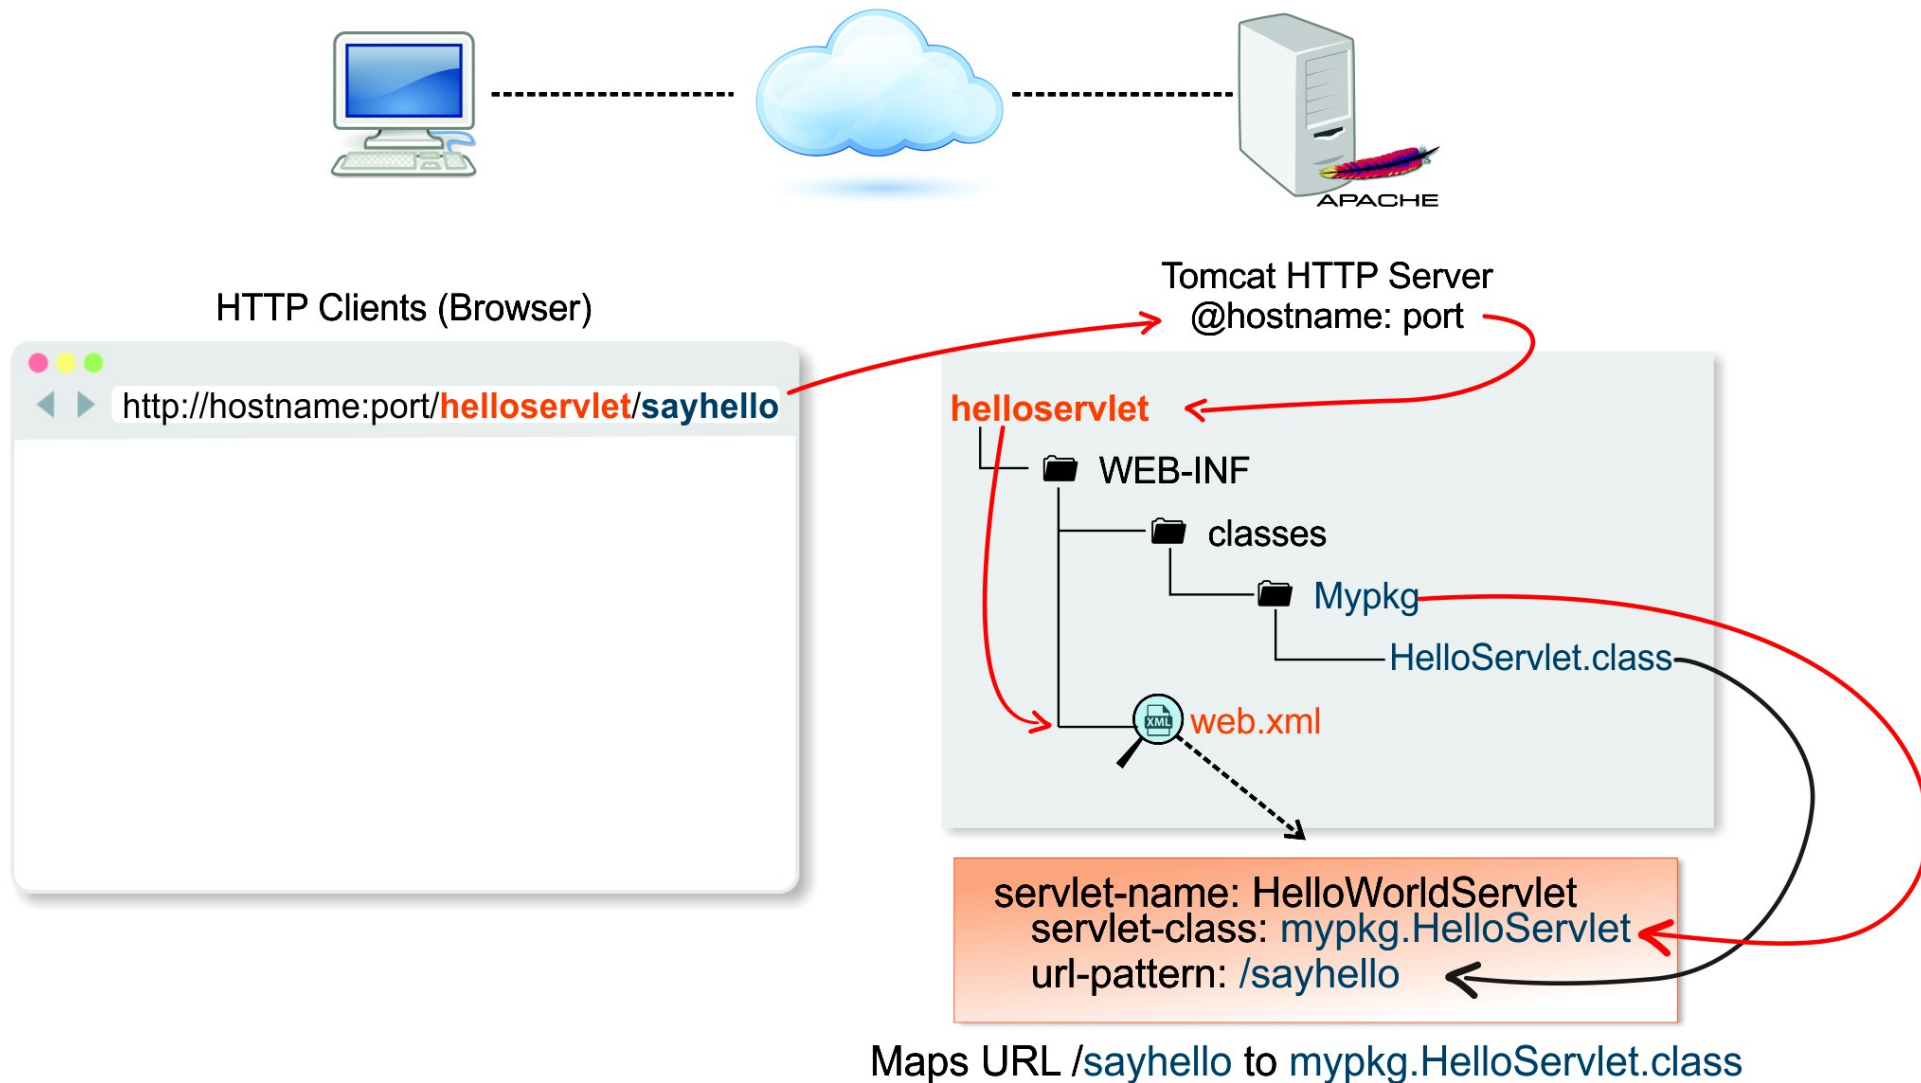 APACHE
HTTP Clients (Browser)
http://hostname:port/helloservlet/sayhello
Tomcat HTTP Server
@hostname: port
helloservlet
WEB-INF
classes
Mypkg
HelloServlet.class
XML
web.xml
servlet-name: HelloWorldServlet
servlet-class: mypkg.HelloServlet
url-pattern: /sayhello
Maps URL /sayhello to mypkg.HelloServlet.class